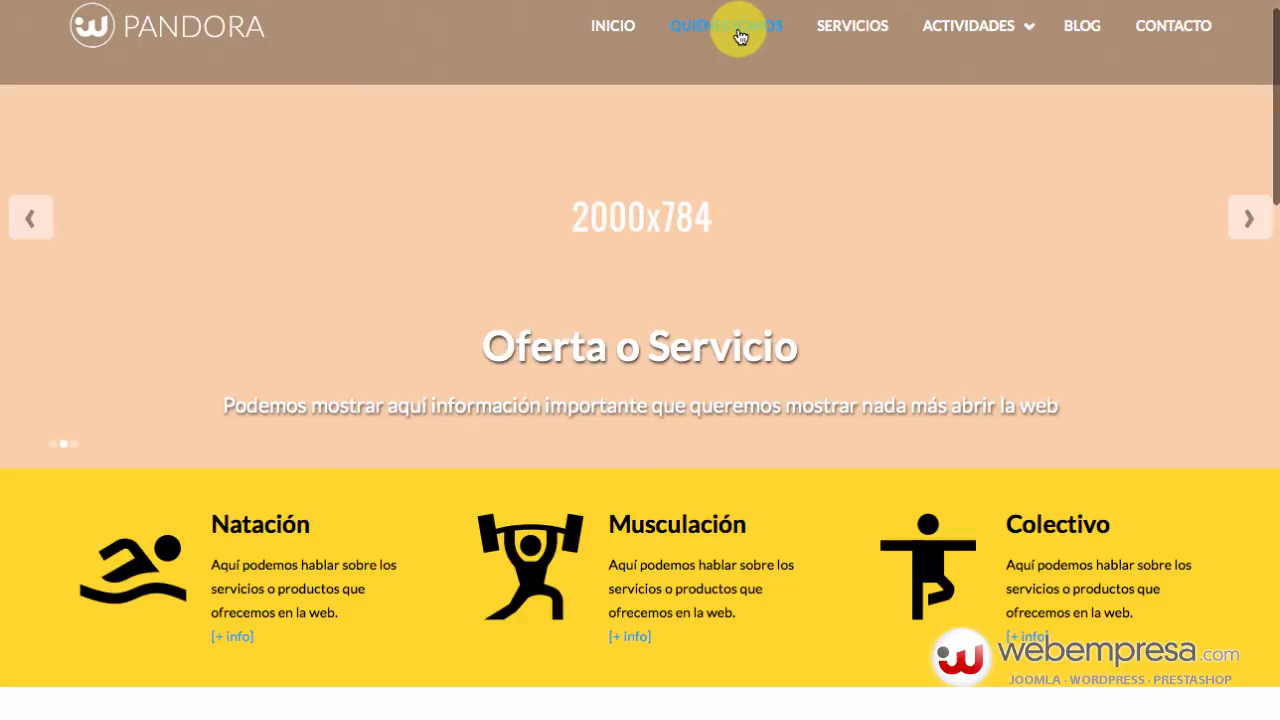 PANDORA
INICIO
QUIÉNES SOMOS
SERVICIOS
ACTIVIDADES
BLOG
CONTACTO
2000x784
Oferta o Servicio
Podemos mostrar aquí información importante que queremos mostrar nada más abrir la web
Natación
Aquí podemos hablar sobre los
servicios o productos que
ofrecemos en la web.
[+ info]
Musculación
Aquí podemos hablar sobre los
servicios o productos que
ofrecemos en la web.
[+ info]
Colectivo
Aquí podemos hablar sobre los
servicios o productos que
ofrecemos en la web.
[+ info]
webempresa.com
JOOMLA · WORDPRESS · PRESTASHOP